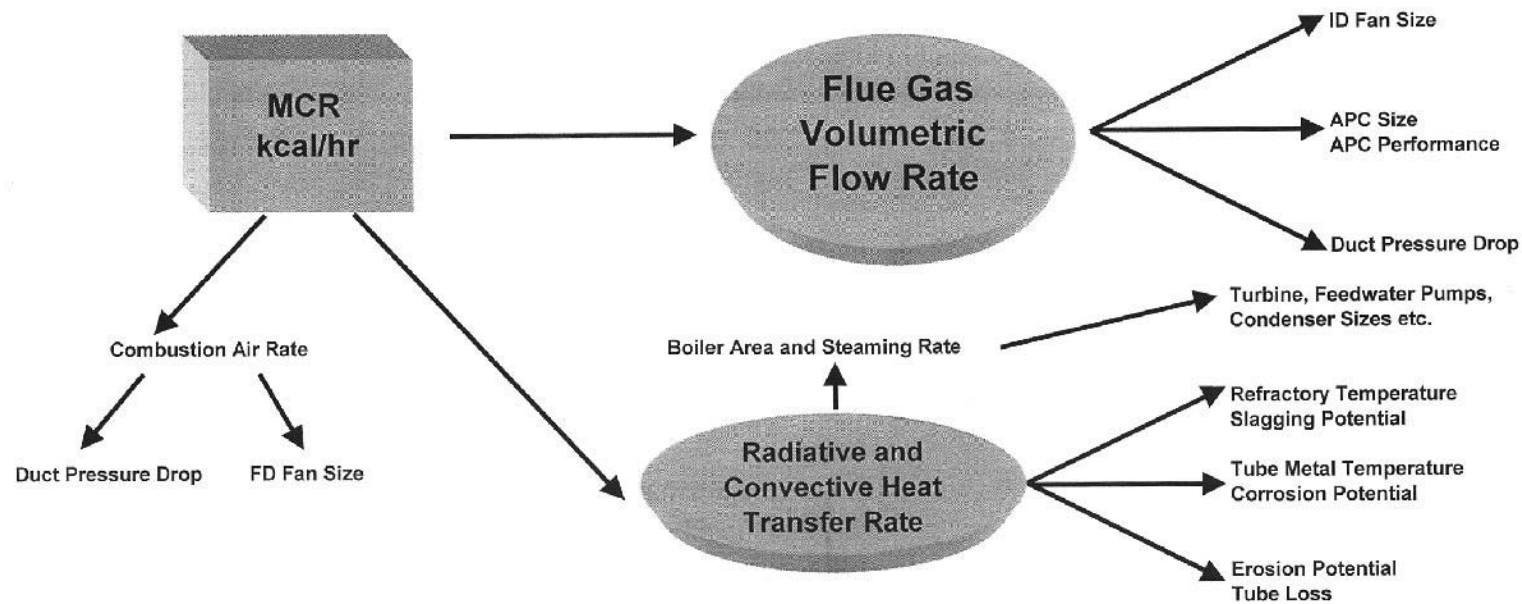 MCR
kcal/hr
Flue Gas
Volumetric
Flow Rate
ID Fan Size
APC Size
APC Performance
Duct Pressure Drop
Combustion Air Rate
Duct Pressure Drop
FD Fan Size
Boiler Area and Steaming Rate
Turbine, Feedwater Pumps,
Condenser Sizes etc.
Radiative and
Convective Heat
Transfer Rate
Refractory Temperature
Slagging Potential
Tube Metal Temperature
Corrosion Potential
Erosion Potential
Tube Loss